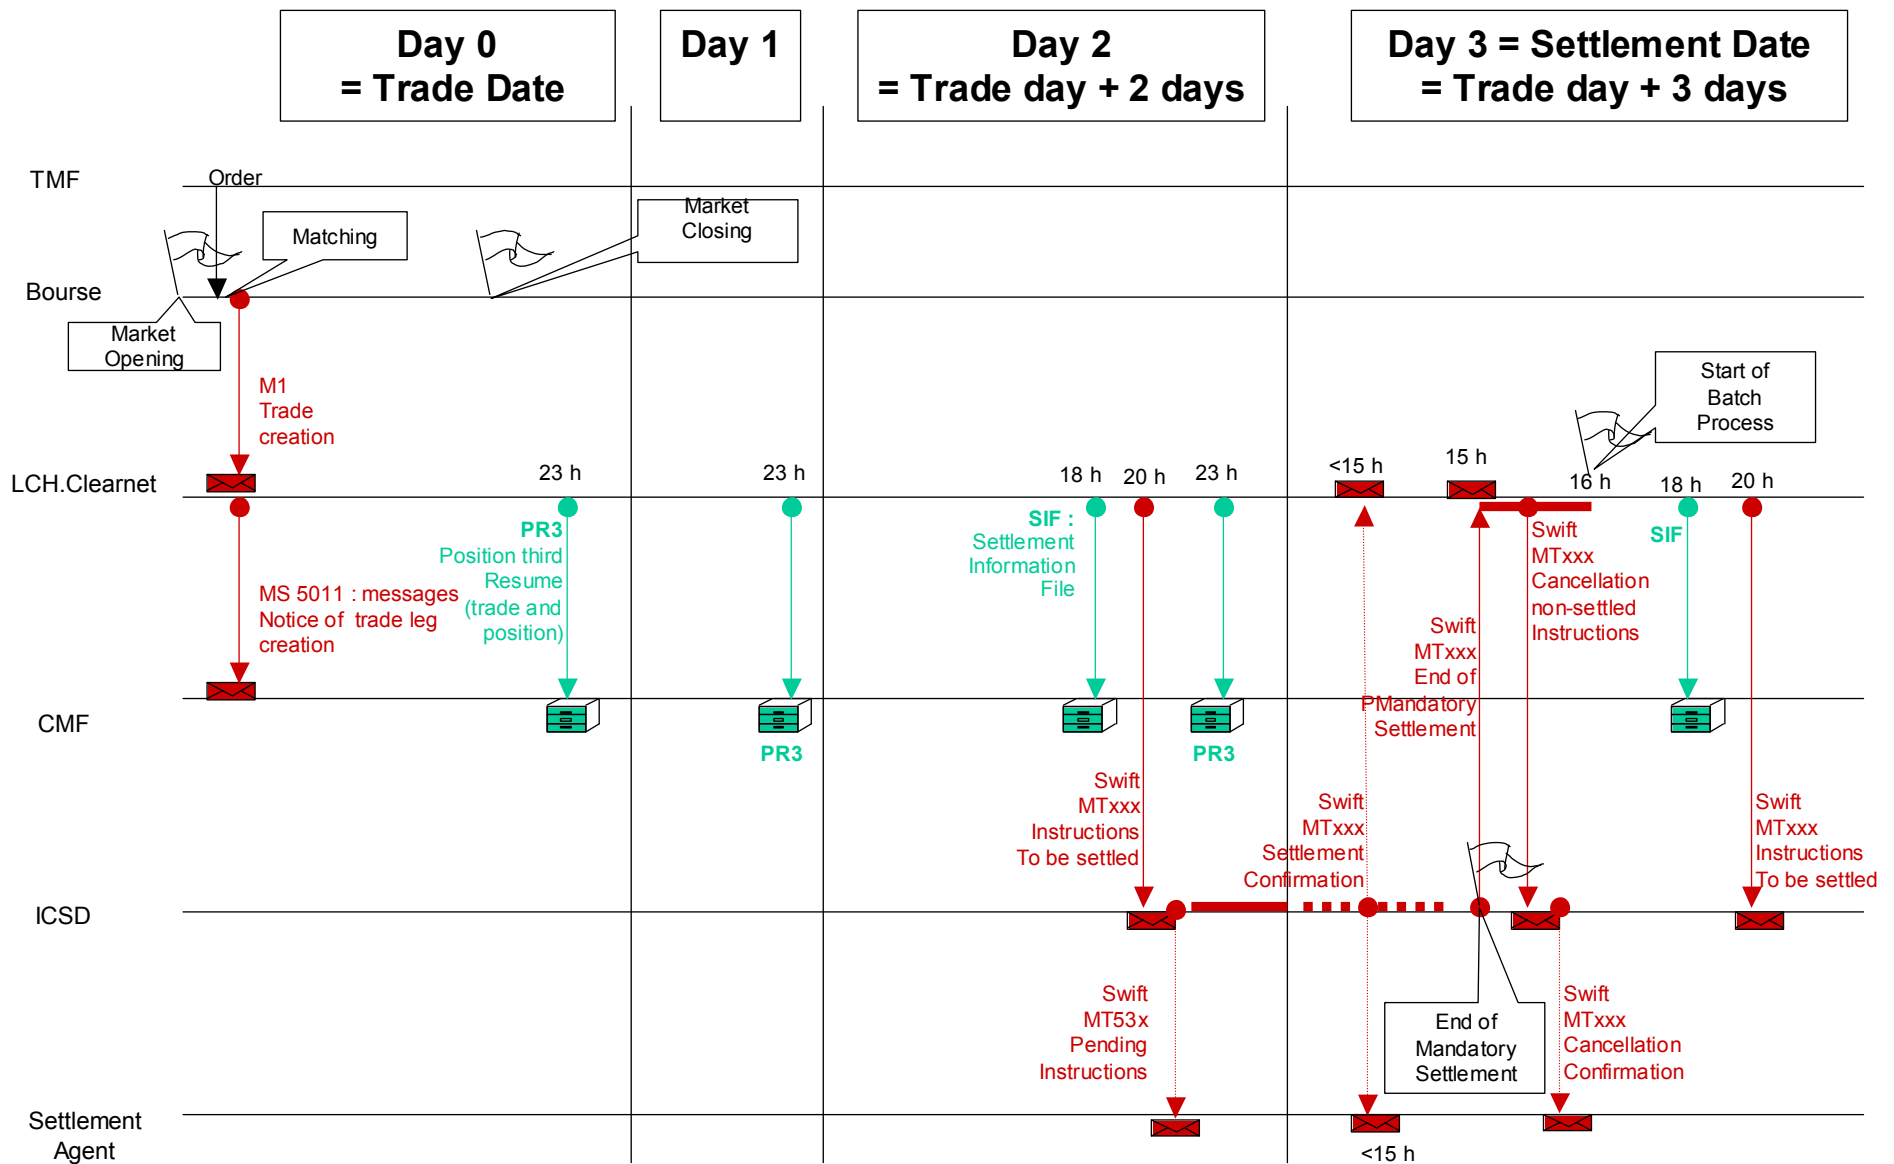 Day 0
= Trade Date
Day 1
Day 2
= Trade day + 2 days
Day 3 = Settlement Date
= Trade day + 3 days
TMF
Order
Matching
Market
Closing
Bourse
Market
Opening
M1
Trade
creation
Start of
Batch
Process
LCH.Clearnet
23 h
23 h
18 h
20 h
23 h
<15 h
15 h
16 h
18 h
20 h
MS 5011 : messages
Notice of trade leg
creation
PR3
Position third
Resume
(trade and
position)
SIF :
Settlement
Information
File
Swift
MTxxx
Cancellation
non-settled
Instructions
SIF
Swift
MTxxx
End of
PMandatory
Settlement
CMF
PR3
PR3
Swift
MTxxx
Instructions
To be settled
Swift
MTxxx
Settlement
Confirmation
Swift
MTxxx
Instructions
To be settled
ICSD
Swift
MT53x
Pending
Instructions
End of
Mandatory
Settlement
Swift
MTxxx
Cancellation
Confirmation
Settlement
Agent
<15 h